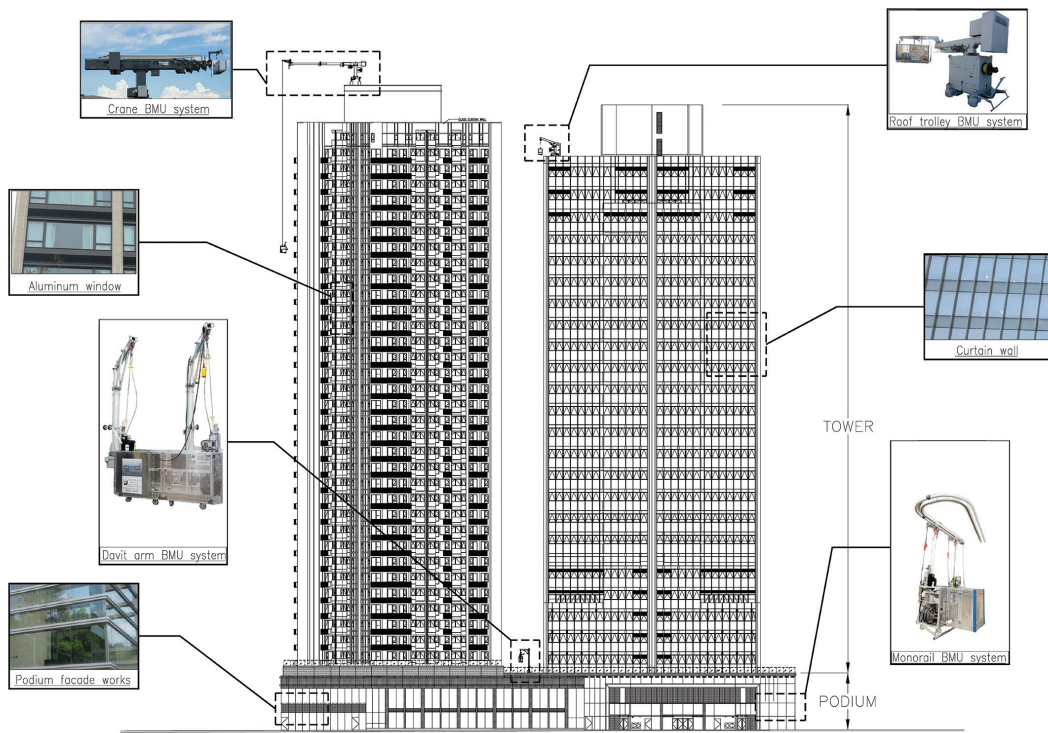 Crane BMU system
Roof trolley BMU system
Aluminum window
Curtain wall
TOWER
Davit arm BMU system
Monorail BMU system
Podium facade works
PODIUM